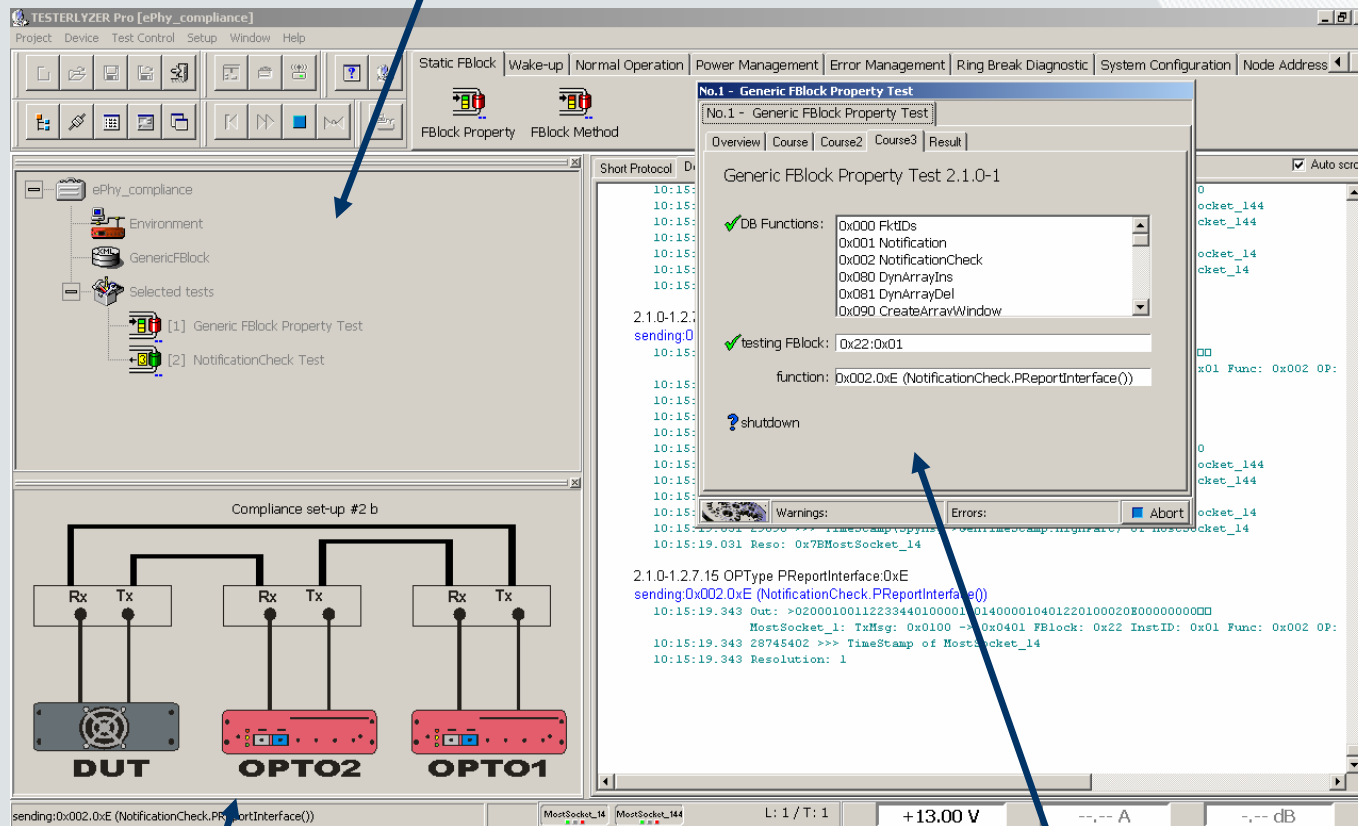 TESTERLYZER Pro [ePhy_compliance]
Project Device Test Control Setup Window Help
Static FBlock Wake-up Normal Operation Power Management Error Management Ring Break Diagnostic System Configuration Node Address
FBlock Property FBlock Method
ePhy_compliance
Environment
GenericFBlock
Selected tests
[1] Generic FBlock Property Test
[2] NotificationCheck Test
Compliance set-up #2 b
Rx Tx Rx Tx Rx Tx
DUT OPTO2 OPTO1
Short Protocol
Auto scro
No.1 - Generic FBlock Property Test
No.1 - Generic FBlock Property Test
Overview Course Course2 Course3 Result
Generic FBlock Property Test 2.1.0-1
DB Functions:
0x000 FktIDs
0x001 Notification
0x002 NotificationCheck
0x080 DynArrayIns
0x081 DynArrayDel
0x090 CreateArrayWindow
testing FBlock: 0x22:0x01
function: 0x002.0xE (NotificationCheck.PReportInterface())
shutdown
Warnings: Errors: Abort
10:15:19.031 Reso: 0x7BMostSocket_14
2.1.0-1.2.7.15 OPType PReportInterface:0xE
sending:0x002.0xE (NotificationCheck.PReportInterface())
MostSocket_1: TxMsg: 0x0100 -> 0x0401 FBlock: 0x22 InstID: 0x01 Func: 0x002 OP:
10:15:19.343 28745402 >>> TimeStamp of MostSocket_14
10:15:19.343 Resolution: 1
sending:0x002.0xE (NotificationCheck.PReportInterface())
MostSocket_14 MostSocket_144
L: 1 / T: 1
+13.00 V
--,-- A
-,-- dB